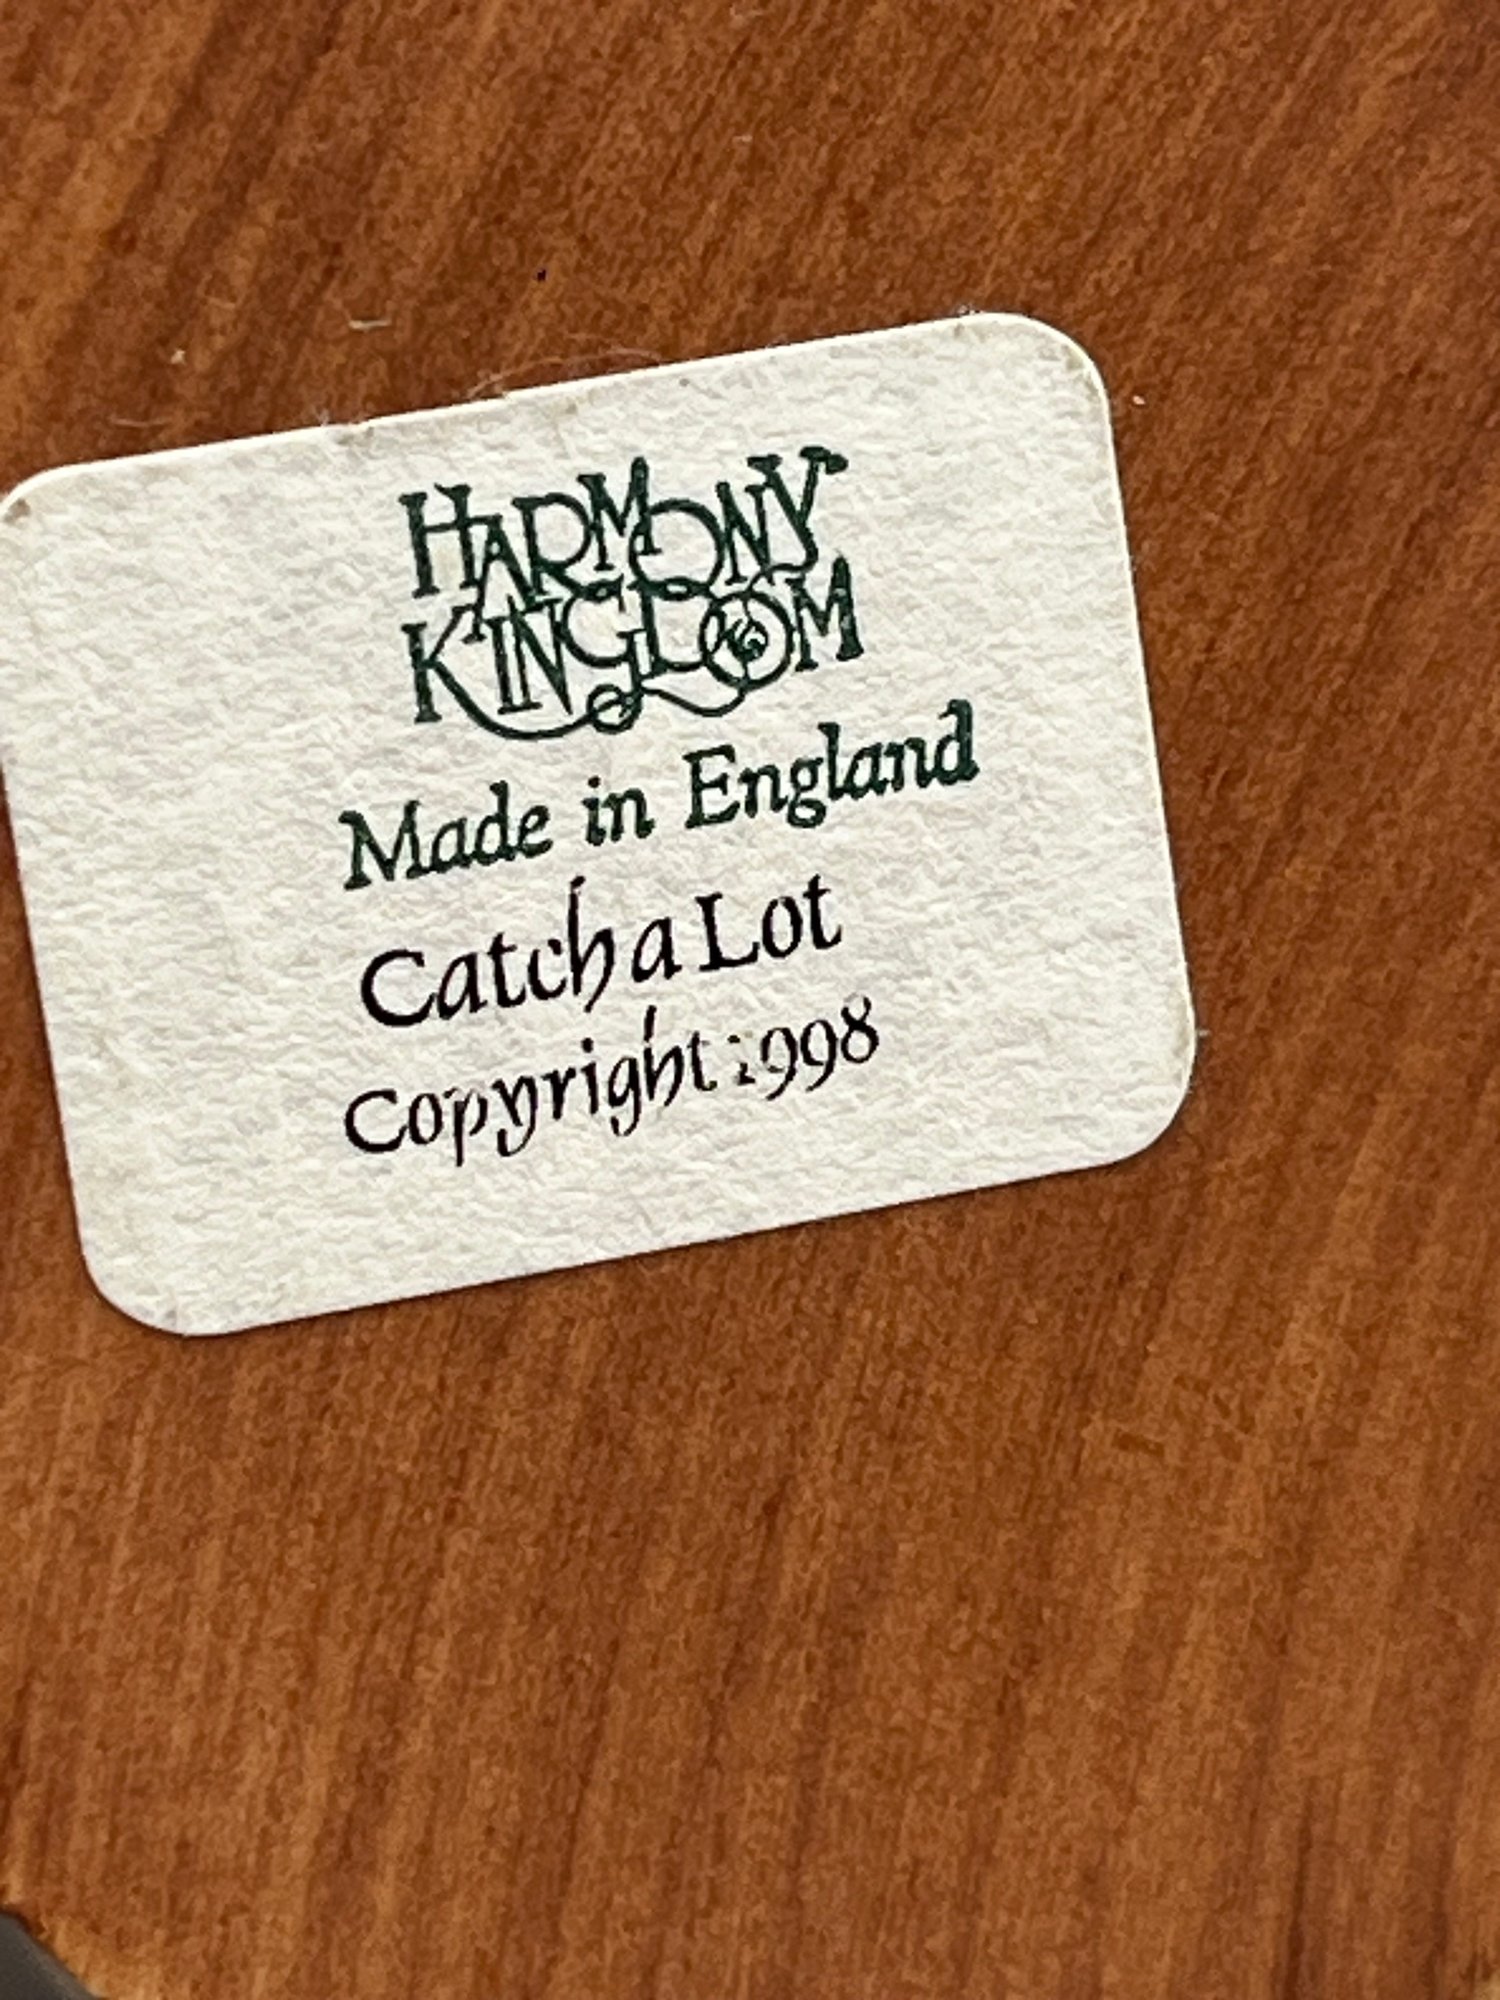 HARMONY
KINGDOM
Made in England
Catch a Lot
Copyright 1998